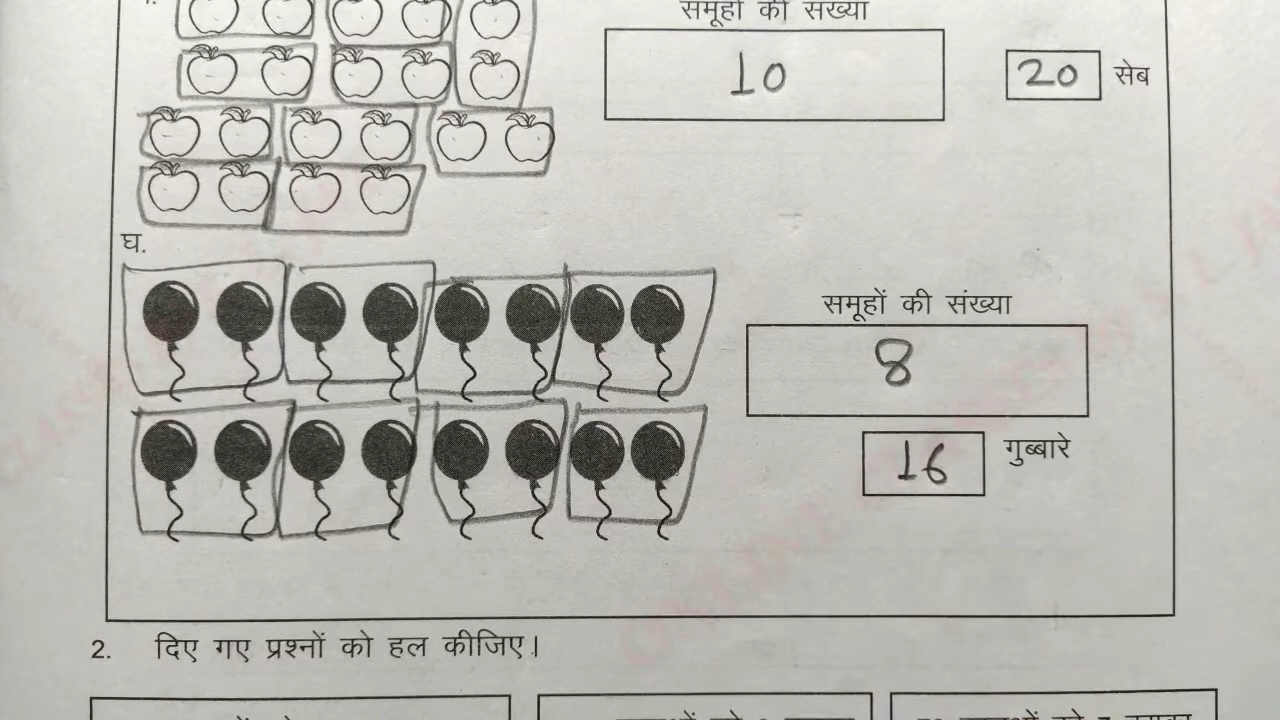 समूहों की संख्या
10
20 सेब
घ.
समूहों की संख्या
8
16 गुब्बारे
2. दिए गए प्रश्नों को हल कीजिए।